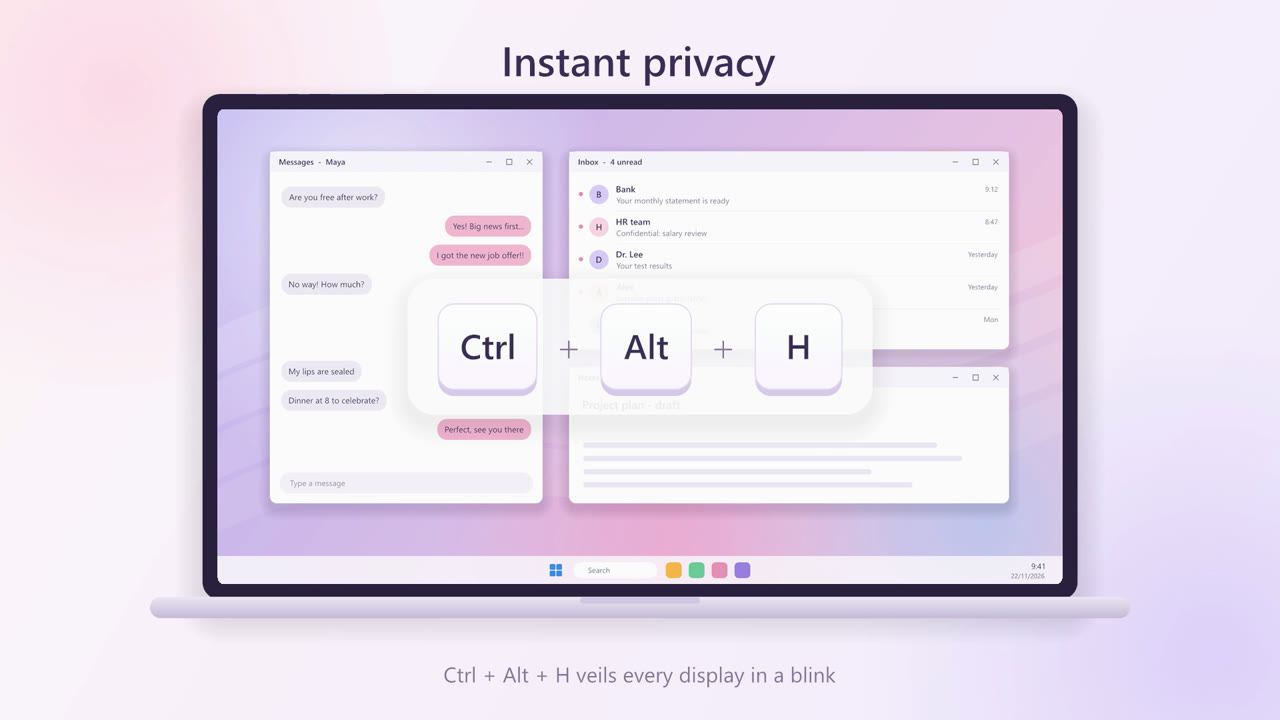 Instant privacy
Messages - Maya
Are you free after work?
Yes! Big news first...
I got the new job offer!!
No way! How much?
My lips are sealed
Dinner at 8 to celebrate?
Perfect, see you there
Type a message
Inbox - 4 unread
B
Bank
9:12
Your monthly statement is ready
H
HR team
8:47
Confidential: salary review
D
Dr. Lee
Yesterday
Your test results
A
Alex
Yesterday
Mon
Ctrl + Alt + H
Project plan - draft
Search
9:41
22/11/2026
Ctrl + Alt + H veils every display in a blink